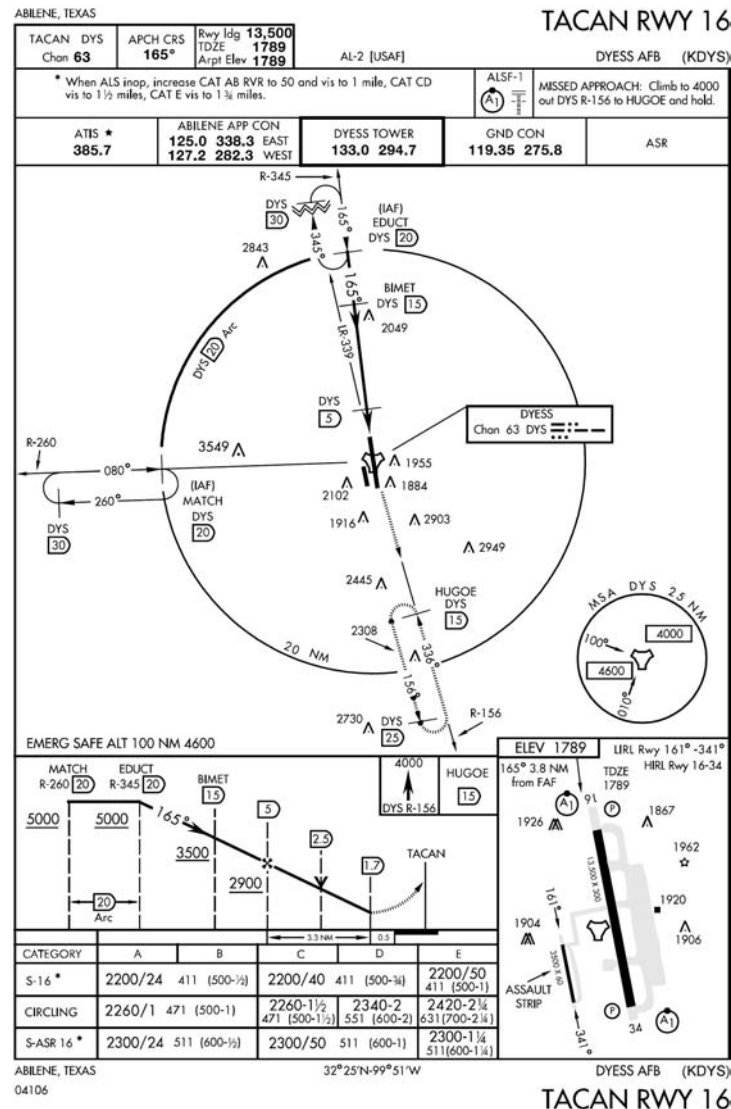 ABILENE, TEXAS
TACAN RWY 16
TACAN DYS
Chan 63
APCH CRS
165°
Rwy ldg 13,500
TDZE 1789
Arpt Elev 1789
AL-2 [USAF]
DYESS AFB (KDYS)
* When ALS inop, increase CAT AB RVR to 50 and vis to 1 mile, CAT CD
vis to 1½ miles, CAT E vis to 1¾ miles.
ALSF-1
A1
MISSED APPROACH: Climb to 4000
out DYS R-156 to HUGOE and hold.
ATIS ★
385.7
ABILENE APP CON
125.0 338.3 EAST
127.2 282.3 WEST
DYESS TOWER
133.0 294.7
GND CON
119.35 275.8
ASR
R-345
DYS
30
165°
345°
(IAF)
EDUCT
DYS 20
2843
165°
BIMET
DYS 15
2049
DYS 20 Arc
LR-339
DYS
5
DYESS
Chan 63 DYS
R-260
3549
080°
260°
1955
(IAF)
MATCH
DYS
20
DYS
30
2102
1884
1916
2903
2949
2445
HUGOE
DYS
15
2308
336°
156°
20 NM
MSA DYS 25 NM
100°
4000
4600
010°
2730
DYS
25
R-156
EMERG SAFE ALT 100 NM 4600
MATCH
R-260 20
EDUCT
R-345 20
BIMET
15
5
2.5
1.7
TACAN
5000
5000
165°
3500
2900
20
Arc
3.3 NM
0.5
4000
DYS R-156
HUGOE
15
ELEV 1789
LIRL Rwy 161°-341°
HIRL Rwy 16-34
165° 3.8 NM
from FAF
TDZE
1789
A1
16
P
1926
1867
1962
13,500 X 300
161°
1920
1904
1906
3500 X 60
ASSAULT
STRIP
341°
P
34
A1
CATEGORY A B C D E
S-16 * 2200/24 411 (500-½) 2200/40 411 (500-¾) 2200/50 411 (500-1)
CIRCLING 2260/1 471 (500-1) 2260-1½ 471 (500-1½) 2340-2 551 (600-2) 2420-2¼ 631(700-2¼)
S-ASR 16 * 2300/24 511 (600-½) 2300/50 511 (600-1) 2300-1¼ 511(600-1¼)
ABILENE, TEXAS
32°25'N-99°51'W
DYESS AFB (KDYS)
04106
TACAN RWY 16